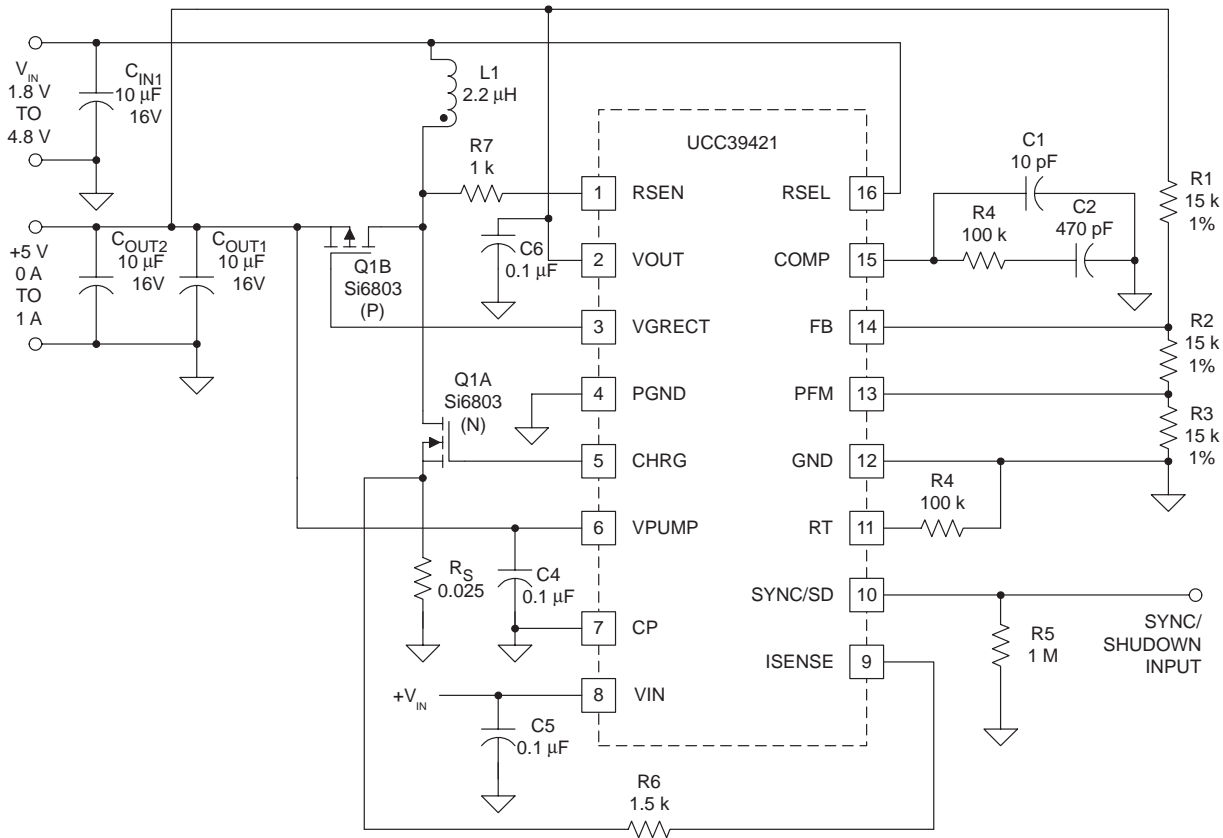 V_IN
1.8 V
TO
4.8 V
C_IN1
10 µF
16V
L1
2.2 µH
UCC39421
R7
1 k
1
RSEN
RSEL
16
C1
10 pF
R4
100 k
C2
470 pF
R1
15 k
1%
+5 V
0 A
TO
1 A
C_OUT2
10 µF
16V
C_OUT1
10 µF
16V
Q1B
Si6803
(P)
C6
0.1 µF
2
VOUT
COMP
15
3
VGRECT
FB
14
R2
15 k
1%
Q1A
Si6803
(N)
4
PGND
PFM
13
R3
15 k
1%
5
CHRG
GND
12
R4
100 k
6
VPUMP
RT
11
R_S
0.025
C4
0.1 µF
7
CP
SYNC/SD
10
SYNC/
SHUDOWN
INPUT
R5
1 M
ISENSE
9
+V_IN
8
VIN
C5
0.1 µF
R6
1.5 k